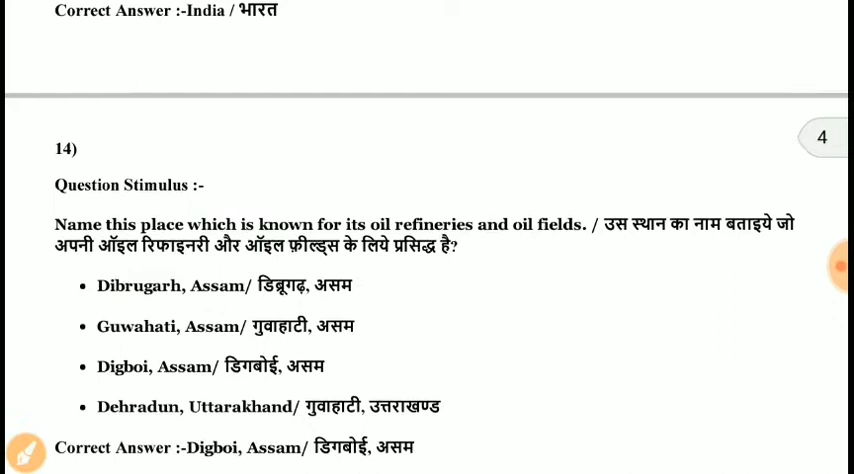 Correct Answer :-India / भारत
4
14)
Question Stimulus :-
Name this place which is known for its oil refineries and oil fields. / उस स्थान का नाम बताइये जो
अपनी ऑइल रिफाइनरी और ऑइल फ़ील्ड्स के लिये प्रसिद्ध है?
• Dibrugarh, Assam/ डिब्रूगढ़, असम
• Guwahati, Assam/ गुवाहाटी, असम
• Digboi, Assam/ डिगबोई, असम
• Dehradun, Uttarakhand/ गुवाहाटी, उत्तराखण्ड
Correct Answer :-Digboi, Assam/ डिगबोई, असम